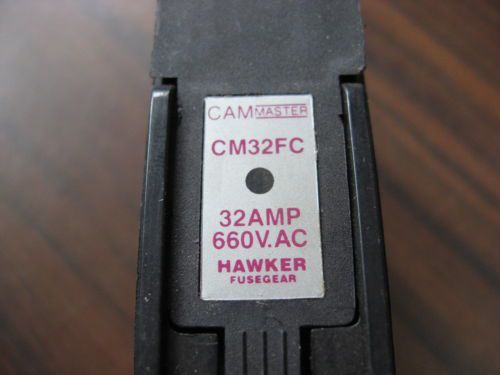 CAMMASTER
CM32FC
32AMP
660V.AC
HAWKER
FUSEGEAR